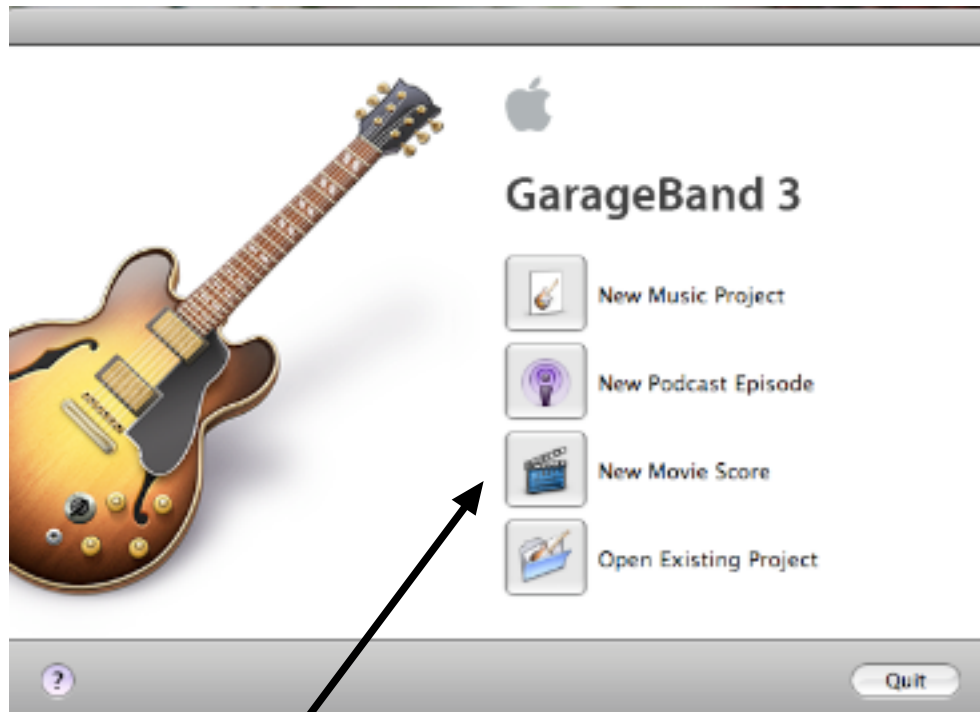 GarageBand 3
New Music Project
New Podcast Episode
New Movie Score
Open Existing Project
?
Quit